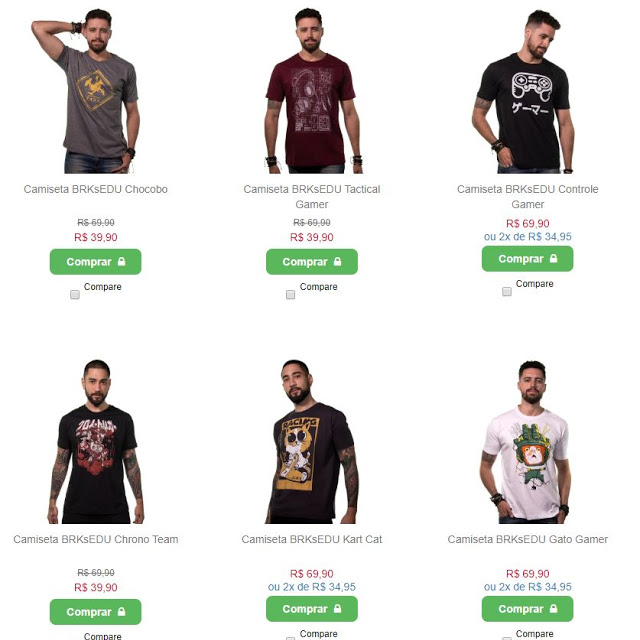 ゲーマー
Camiseta BRKsEDU Chocobo
Camiseta BRKsEDU Tactical
Gamer
Camiseta BRKsEDU Controle
Gamer
R$ 69,90
R$ 69,90
R$ 69,90
R$ 39,90
R$ 39,90
ou 2x de R$ 34,95
Comprar
Comprar
Comprar
Compare
Compare
Compare
RACING
Camiseta BRKsEDU Chrono Team
Camiseta BRKsEDU Kart Cat
Camiseta BRKsEDU Gato Gamer
R$ 69,90
R$ 69,90
R$ 69,90
R$ 39,90
ou 2x de R$ 34,95
ou 2x de R$ 34,95
Comprar
Comprar
Comprar
Compare
Compare
Compare